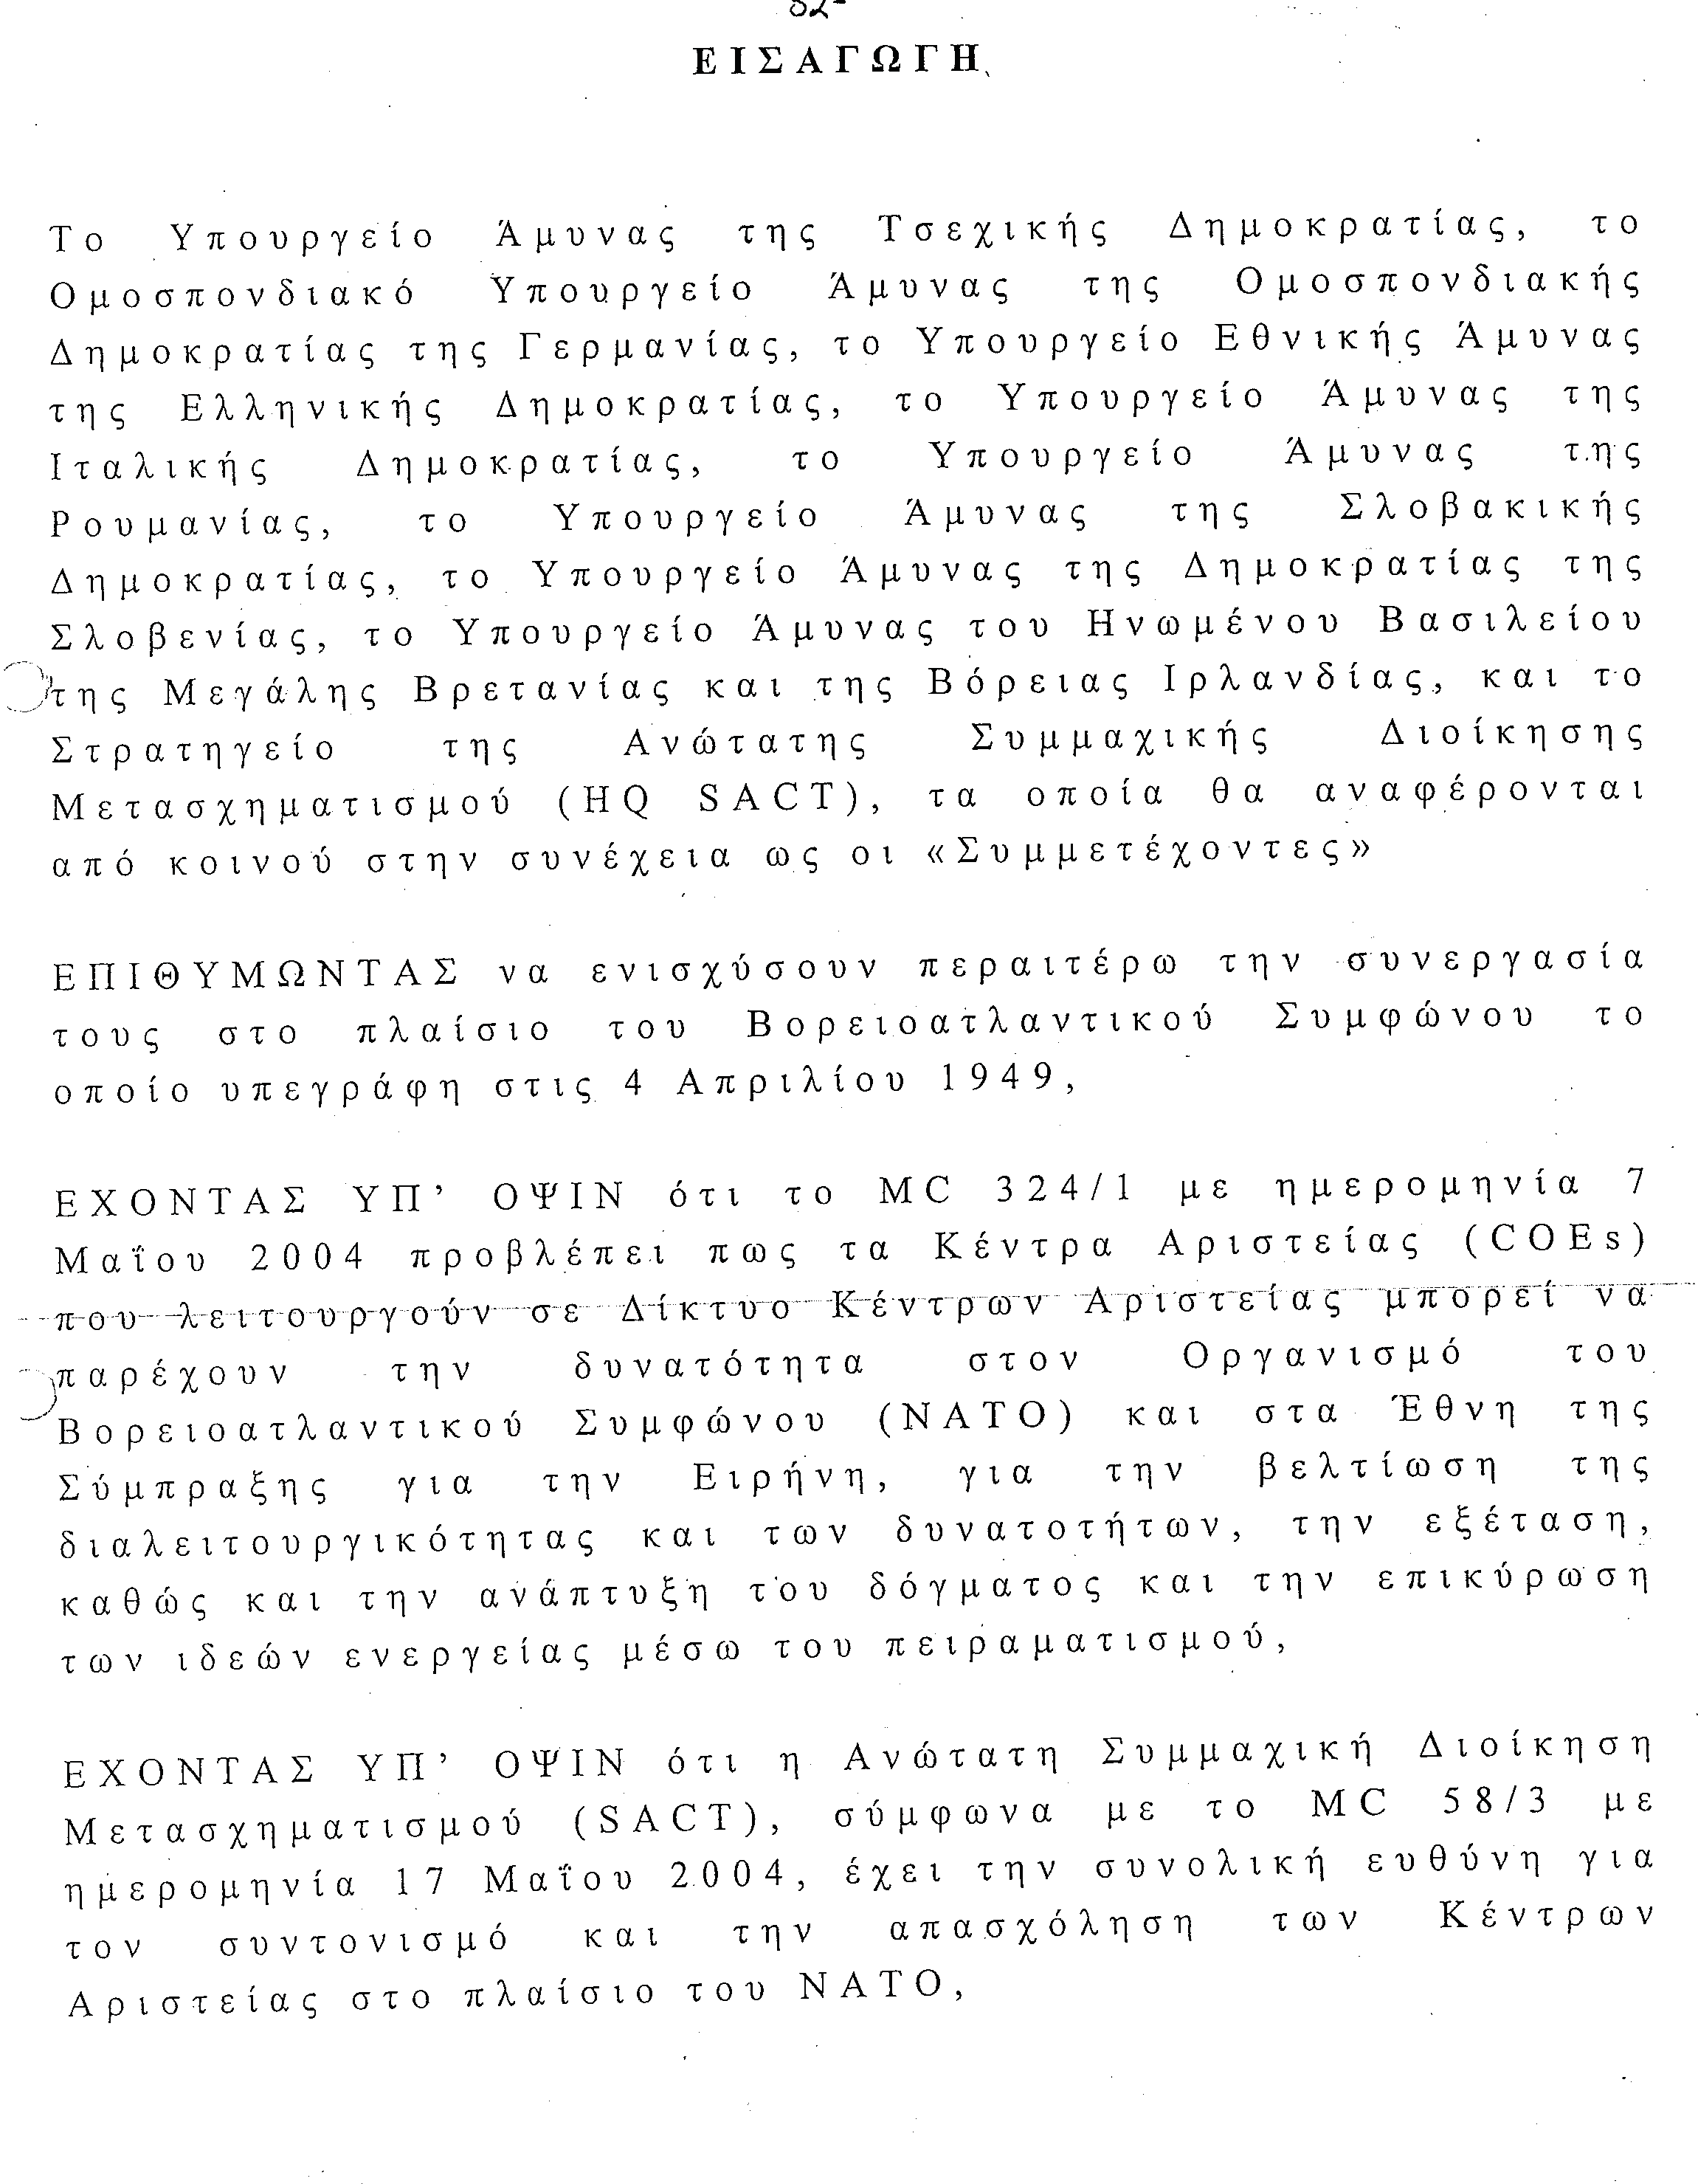 ΕΙΣΑΓΩΓΗ
Το Υπουργείο Άμυνας της Τσεχικής Δημοκρατίας, το
Ομοσπονδιακό Υπουργείο Άμυνας της Ομοσπονδιακής
Δημοκρατίας της Γερμανίας, το Υπουργείο Εθνικής Άμυνας
της Ελληνικής Δημοκρατίας, το Υπουργείο Άμυνας της
Ιταλικής Δημοκρατίας, το Υπουργείο Άμυνας της
Ρουμανίας, το Υπουργείο Άμυνας της Σλοβακικής
Δημοκρατίας, το Υπουργείο Άμυνας της Δημοκρατίας της
Σλοβενίας, το Υπουργείο Άμυνας του Ηνωμένου Βασιλείου
της Μεγάλης Βρετανίας και της Βόρειας Ιρλανδίας, και το
Στρατηγείο της Ανώτατης Συμμαχικής Διοίκησης
Μετασχηματισμού (HQ SACT), τα οποία θα αναφέρονται
από κοινού στην συνέχεια ως οι «Συμμετέχοντες»
ΕΠΙΘΥΜΩΝΤΑΣ να ενισχύσουν περαιτέρω την συνεργασία
τους στο πλαίσιο του Βορειοατλαντικού Συμφώνου το
οποίο υπεγράφη στις 4 Απριλίου 1949,
ΕΧΟΝΤΑΣ ΥΠ’ ΟΨΙΝ ότι το MC 324/1 με ημερομηνία 7
Μαΐου 2004 προβλέπει πως τα Κέντρα Αριστείας (COEs)
που λειτουργούν σε Δίκτυο Κέντρων Αριστείας μπορεί να
παρέχουν την δυνατότητα στον Οργανισμό του
Βορειοατλαντικού Συμφώνου (ΝΑΤΟ) και στα Έθνη της
Σύμπραξης για την Ειρήνη, για την βελτίωση της
διαλειτουργικότητας και των δυνατοτήτων, την εξέταση,
καθώς και την ανάπτυξη του δόγματος και την επικύρωση
των ιδεών ενεργείας μέσω του πειραματισμού,
ΕΧΟΝΤΑΣ ΥΠ’ ΟΨΙΝ ότι η Ανώτατη Συμμαχική Διοίκηση
Μετασχηματισμού (SACT), σύμφωνα με το MC 58/3 με
ημερομηνία 17 Μαΐου 2004, έχει την συνολική ευθύνη για
τον συντονισμό και την απασχόληση των Κέντρων
Αριστείας στο πλαίσιο του ΝΑΤΟ,